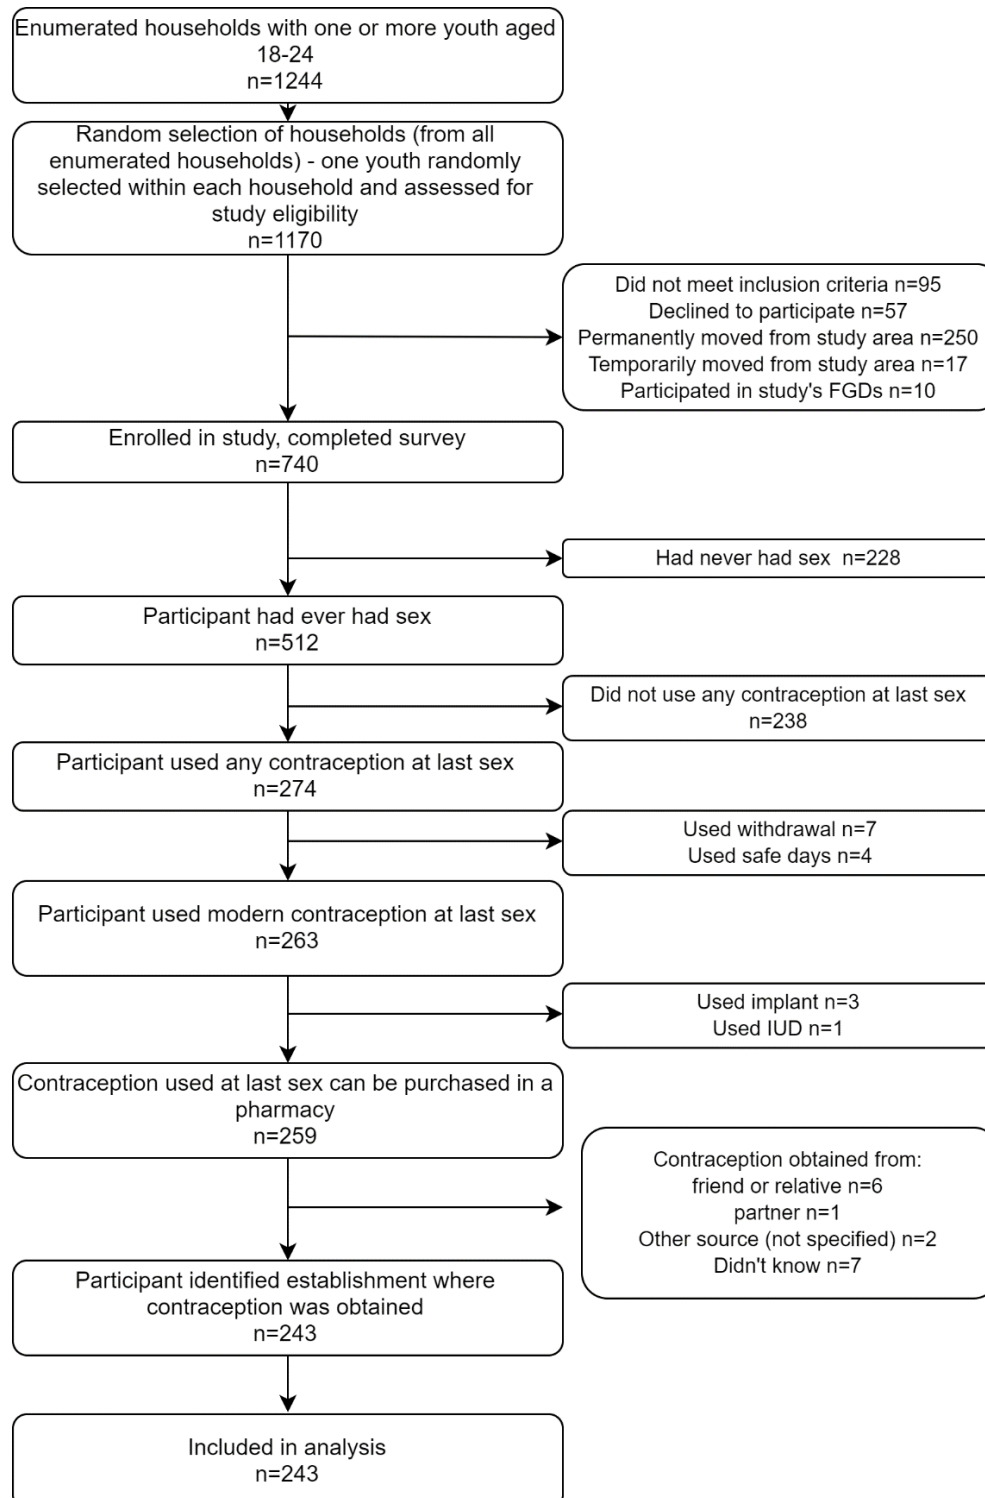 Enumerated households with one or more youth aged
18-24
n=1244
Random selection of households (from all
enumerated households) - one youth randomly
selected within each household and assessed for
study eligibility
n=1170
Did not meet inclusion criteria n=95
Declined to participate n=57
Permanently moved from study area n=250
Temporarily moved from study area n=17
Participated in study's FGDs n=10
Enrolled in study, completed survey
n=740
Had never had sex n=228
Participant had ever had sex
n=512
Did not use any contraception at last sex
n=238
Participant used any contraception at last sex
n=274
Used withdrawal n=7
Used safe days n=4
Participant used modern contraception at last sex
n=263
Used implant n=3
Used IUD n=1
Contraception used at last sex can be purchased in a
pharmacy
n=259
Contraception obtained from:
friend or relative n=6
partner n=1
Other source (not specified) n=2
Didn't know n=7
Participant identified establishment where
contraception was obtained
n=243
Included in analysis
n=243